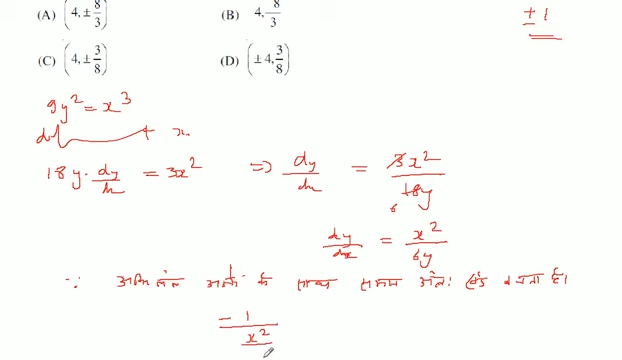 (A) (4, ± 8/3) (B) 4, 8/3
± 1
(C) (4, ± 3/8) (D) (± 4, 3/8)
9y² = x³
18y · dy/dx = 3x² ⇒ dy/dx = 3x²/18y
6
dy/dx = x²/6y
∵ अभिलंब अक्षों के साथ समान अंतः खंड बनाता है।
-1/x²